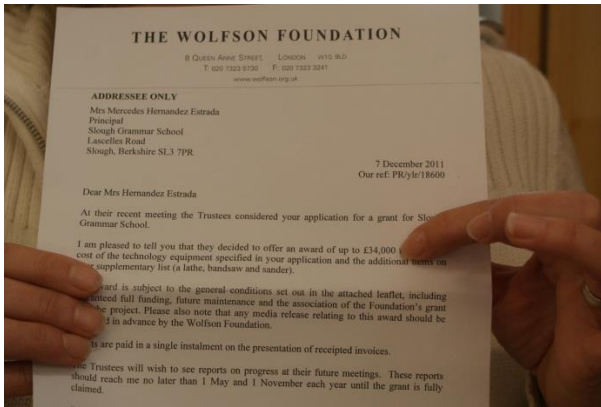 THE WOLFSON FOUNDATION
8 QUEEN ANNE STREET, LONDON W1G 9LD
T: 020 7323 5730 F: 020 7323 3241
www.wolfson.org.uk
ADDRESSEE ONLY
Mrs Mercedes Hernandez Estrada
Principal
Slough Grammar School
Lascelles Road
Slough, Berkshire SL3 7PR
7 December 2011
Our ref: PR/ylr/18600
Dear Mrs Hernandez Estrada
At their recent meeting the Trustees considered your application for a grant for
Grammar School.
I am pleased to tell you that they decided to offer an award of up to £34,000
cost of the technology equipment specified in your application and the additional items on
supplementary list (a lathe, bandsaw and sander).
is subject to the general conditions set out in the attached leaflet, including
full funding, future maintenance and the association of the Foundation's grant
project. Please also note that any media release relating to this award should be
in advance by the Wolfson Foundation.
are paid in a single instalment on the presentation of receipted invoices.
The Trustees will wish to see reports on progress at their future meetings. These reports
should reach me no later than 1 May and 1 November each year until the grant is fully
claimed.